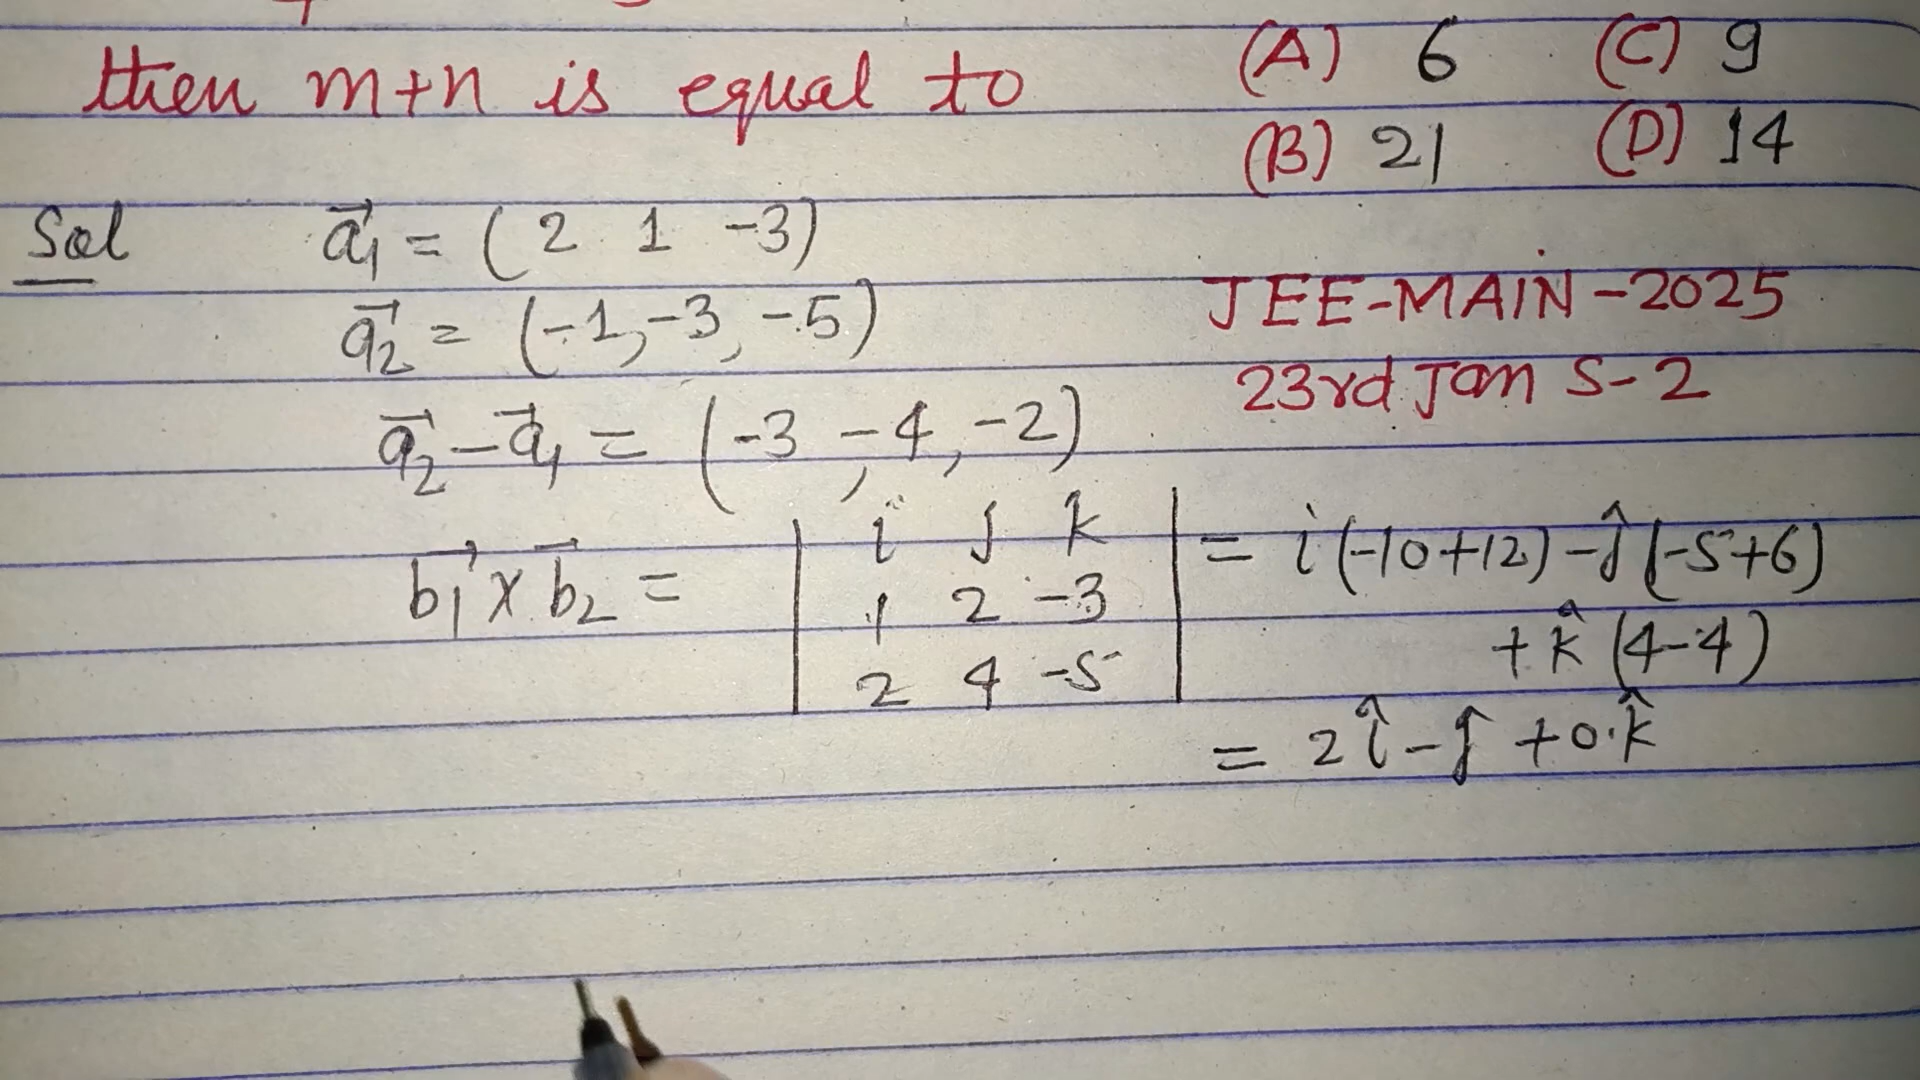 then m+n is equal to (A) 6 (C) 9
(B) 21 (D) 14
Sol a⃗₁ = (2 1 -3)
a⃗₂ = (-1, -3, -5)
JEE-MAIN-2025
23rd Jan S-2
a⃗₂ - a⃗₁ = (-3, -4, -2)
b⃗₁ × b⃗₂ = | i j k | = i(-10+12) - ĵ(-5+6)
| 1 2 -3 | + k̂(4-4)
| 2 4 -5 |
= 2î - ĵ + 0·k̂